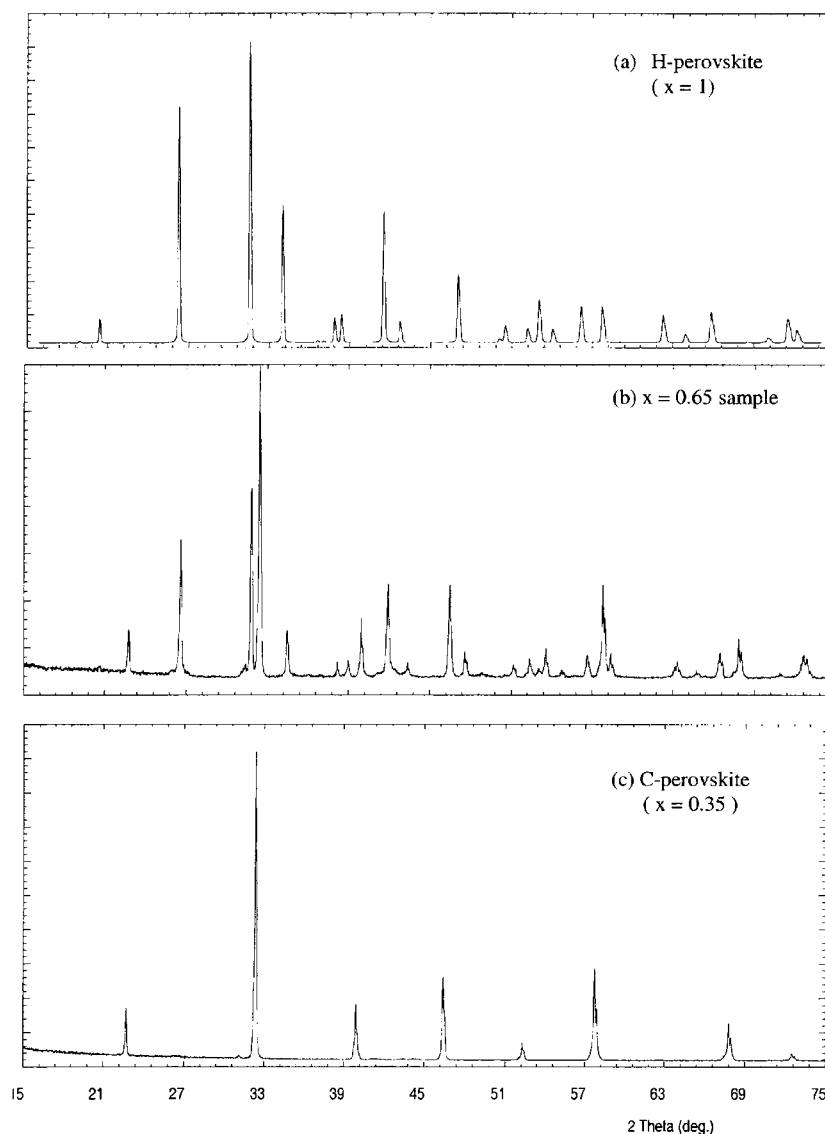 (a) H-perovskite
( x = 1)
(b) x = 0.65 sample
(c) C-perovskite
( x = 0.35 )
15 21 27 33 39 45 51 57 63 69 75
2 Theta (deg.)